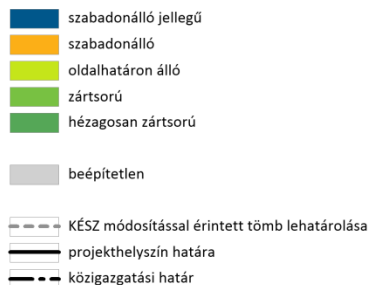 szabadonálló jellegű
szabadonálló
oldalhatáron álló
zártsorú
hézagosan zártsorú
beépítetlen
KÉSZ módosítással érintett tömb lehatárolása
projekthelyszín határa
közigazgatási határ